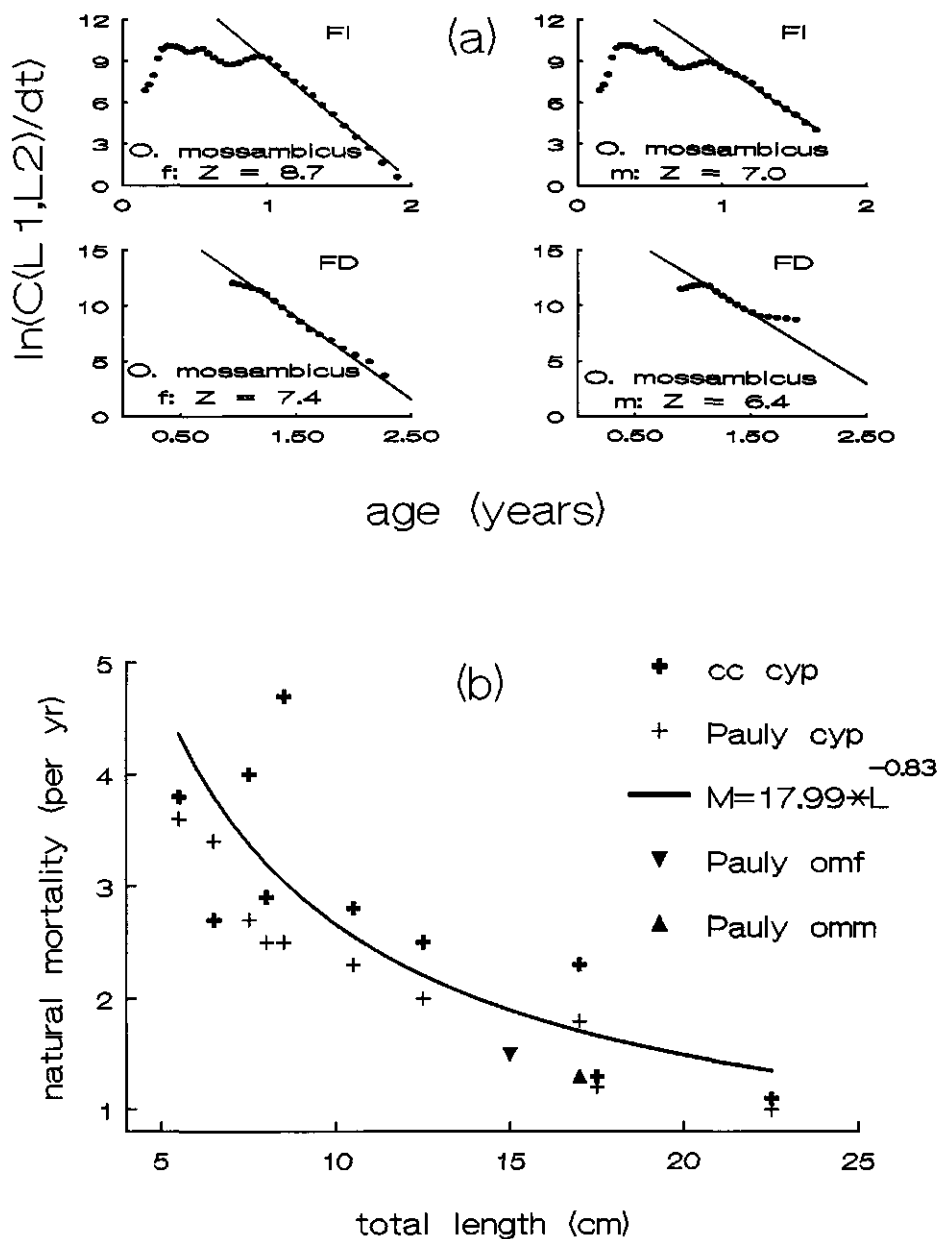 (a)
ln(C(L1,L2)/dt)
12
9
6
3
0
FI
O. mossambicus
f: Z = 8.7
0 1 2
12
9
6
3
0
FI
O. mossambicus
m: Z = 7.0
0 1 2
15
10
5
0
FD
O. mossambicus
f: Z = 7.4
0.50 1.50 2.50
15
10
5
0
FD
O. mossambicus
m: Z = 6.4
0.50 1.50 2.50
age (years)
(b)
natural mortality (per yr)
5
4
3
2
1
cc cyp
Pauly cyp
M=17.99*L^-0.83
Pauly omf
Pauly omm
5 10 15 20 25
total length (cm)